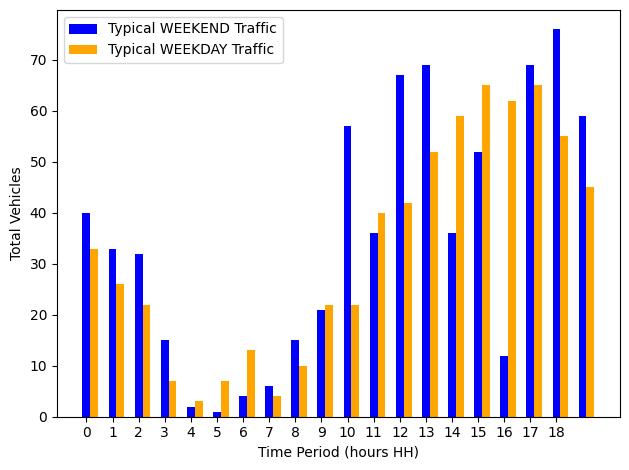 Typical WEEKEND Traffic
Typical WEEKDAY Traffic
Total Vehicles
70
60
50
40
30
20
10
0
0 1 2 3 4 5 6 7 8 9 10 11 12 13 14 15 16 17 18
Time Period (hours HH)